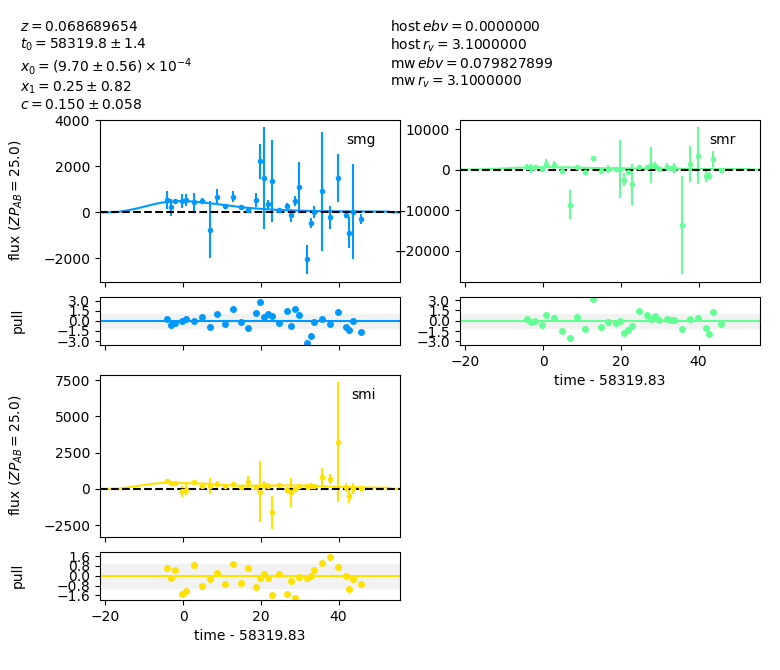 z = 0.068689654
t₀ = 58319.8 ± 1.4
x₀ = (9.70 ± 0.56) × 10⁻⁴
x₁ = 0.25 ± 0.82
c = 0.150 ± 0.058
host ebv = 0.0000000
host r_v = 3.1000000
mw ebv = 0.079827899
mw r_v = 3.1000000
smg
4000
2000
0
−2000
flux (ZP_AB = 25.0)
3.0
1.5
0.0
−1.5
−3.0
pull
smr
10000
0
−10000
−20000
3.0
1.5
0.0
−1.5
−3.0
−20 0 20 40
time - 58319.83
smi
7500
5000
2500
0
−2500
flux (ZP_AB = 25.0)
1.6
0.8
0.0
−0.8
−1.6
pull
−20 0 20 40
time - 58319.83